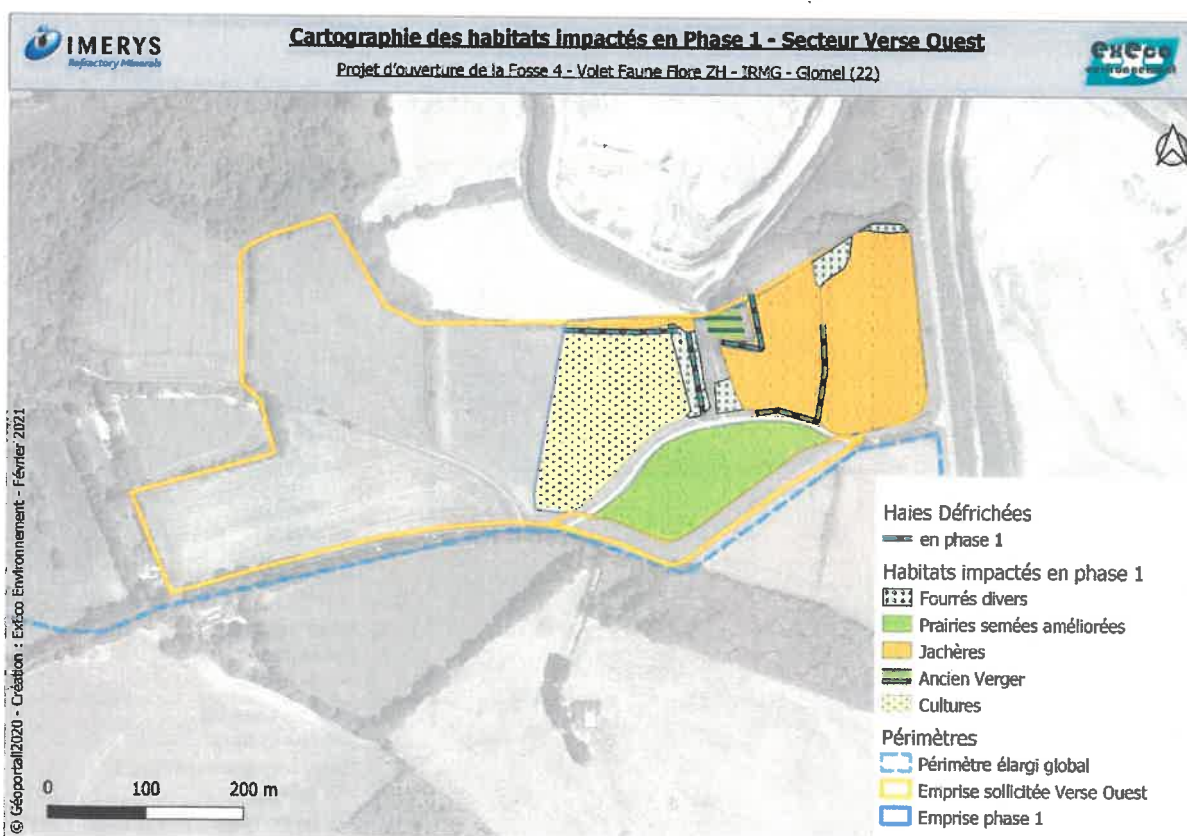 IMERYS
Refractory Minerals
Cartographie des habitats impactés en Phase 1 - Secteur Verse Ouest
Projet d'ouverture de la Fosse 4 - Volet Faune Flore ZH - IRMG - Glomel (22)
execo
environnement
© Géoportail2020 - Création : ExEco Environnement - Février 2021
Haies Défrichées
en phase 1
Habitats impactés en phase 1
Fourrés divers
Prairies semées améliorées
Jachères
Ancien Verger
Cultures
Périmètres
Périmètre élargi global
Emprise sollicitée Verse Ouest
Emprise phase 1
0 100 200 m